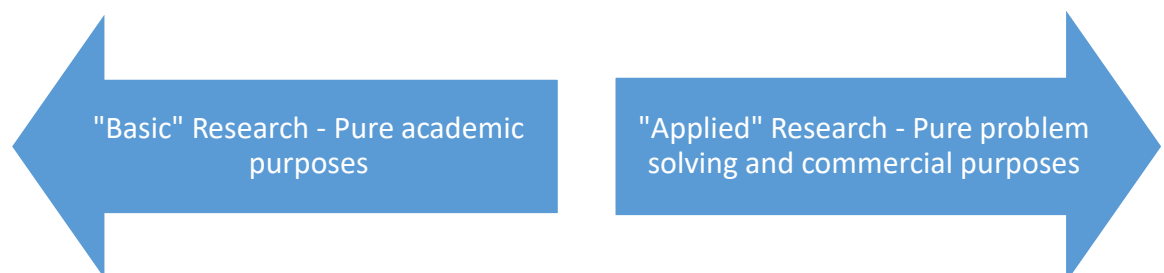 "Basic" Research - Pure academic
purposes
"Applied" Research - Pure problem
solving and commercial purposes